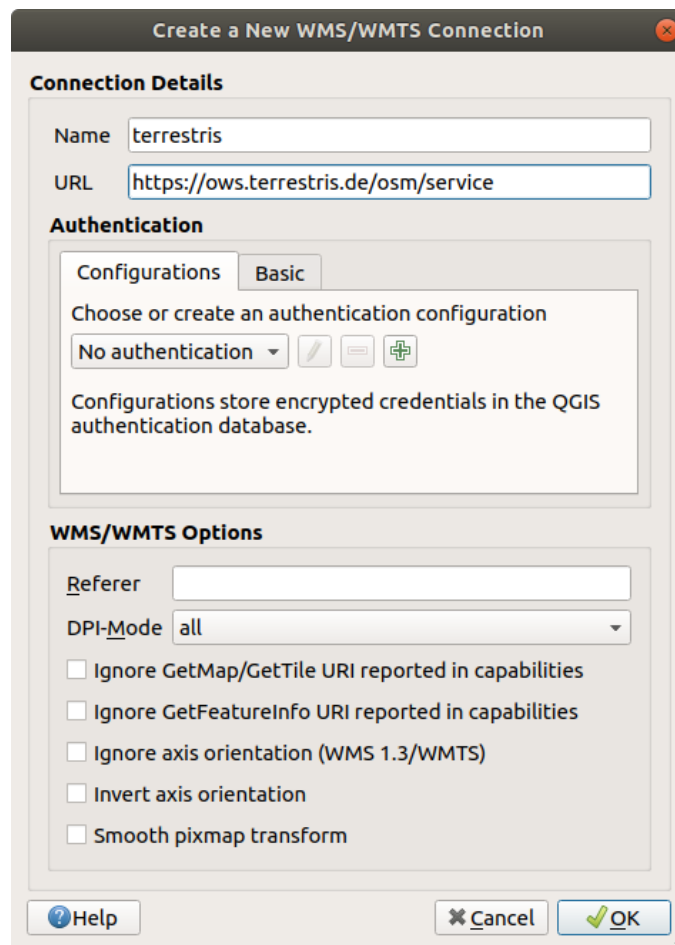 Create a New WMS/WMTS Connection
Connection Details
Name terrestris
URL https://ows.terrestris.de/osm/service
Authentication
Configurations Basic
Choose or create an authentication configuration
No authentication
Configurations store encrypted credentials in the QGIS
authentication database.
WMS/WMTS Options
Referer
DPI-Mode all
Ignore GetMap/GetTile URI reported in capabilities
Ignore GetFeatureInfo URI reported in capabilities
Ignore axis orientation (WMS 1.3/WMTS)
Invert axis orientation
Smooth pixmap transform
Help Cancel OK